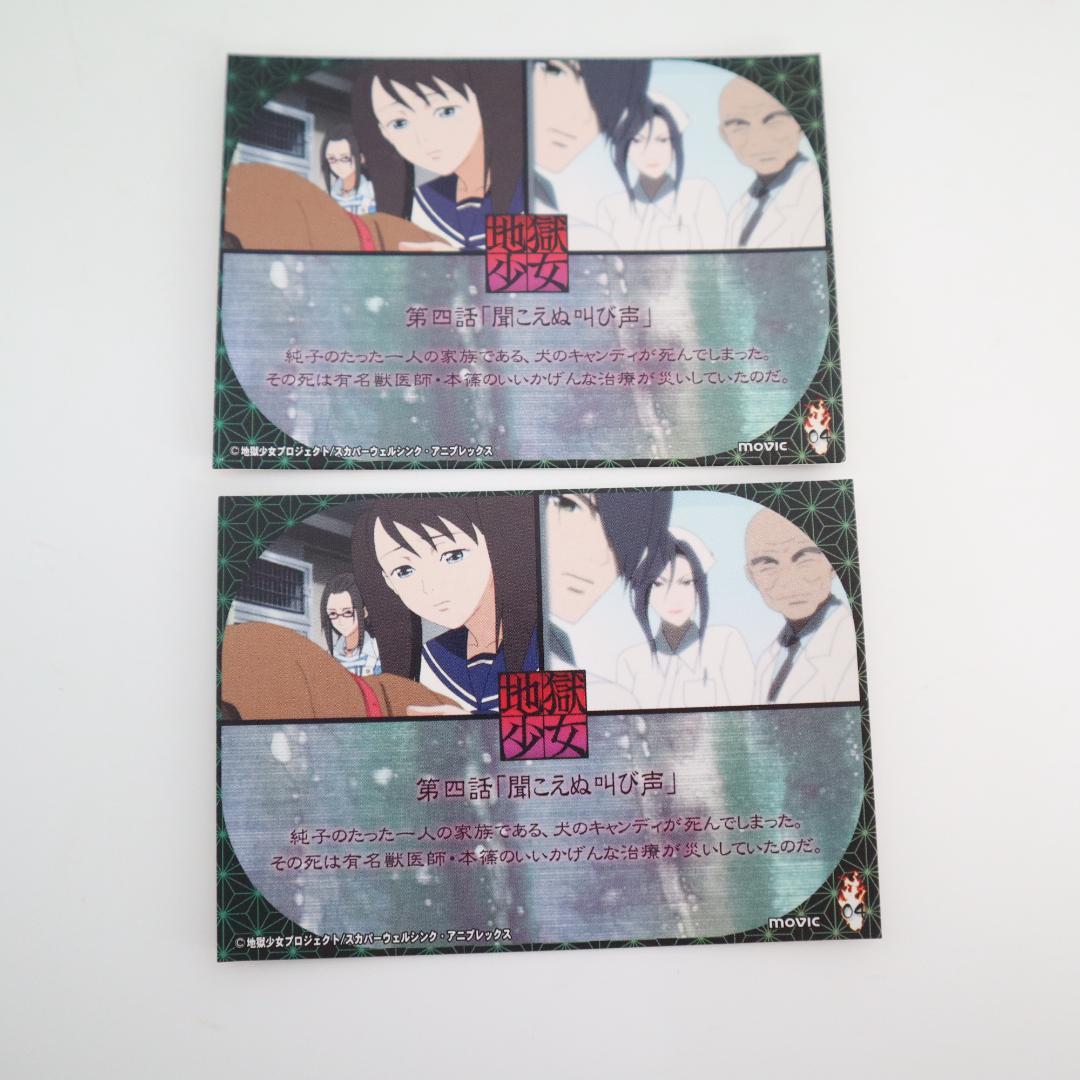 地獄
少女
第四話「聞こえぬ叫び声」
純子のたった一人の家族である、犬のキャンディが死んでしまった。
その死は有名獣医師・本篠のいいかげんな治療が災いしていたのだ。
©地獄少女プロジェクト/スカパーウェルシンク・アニプレックス
movic
04
地獄
少女
第四話「聞こえぬ叫び声」
純子のたった一人の家族である、犬のキャンディが死んでしまった。
その死は有名獣医師・本篠のいいかげんな治療が災いしていたのだ。
©地獄少女プロジェクト/スカパーウェルシンク・アニプレックス
movic
04